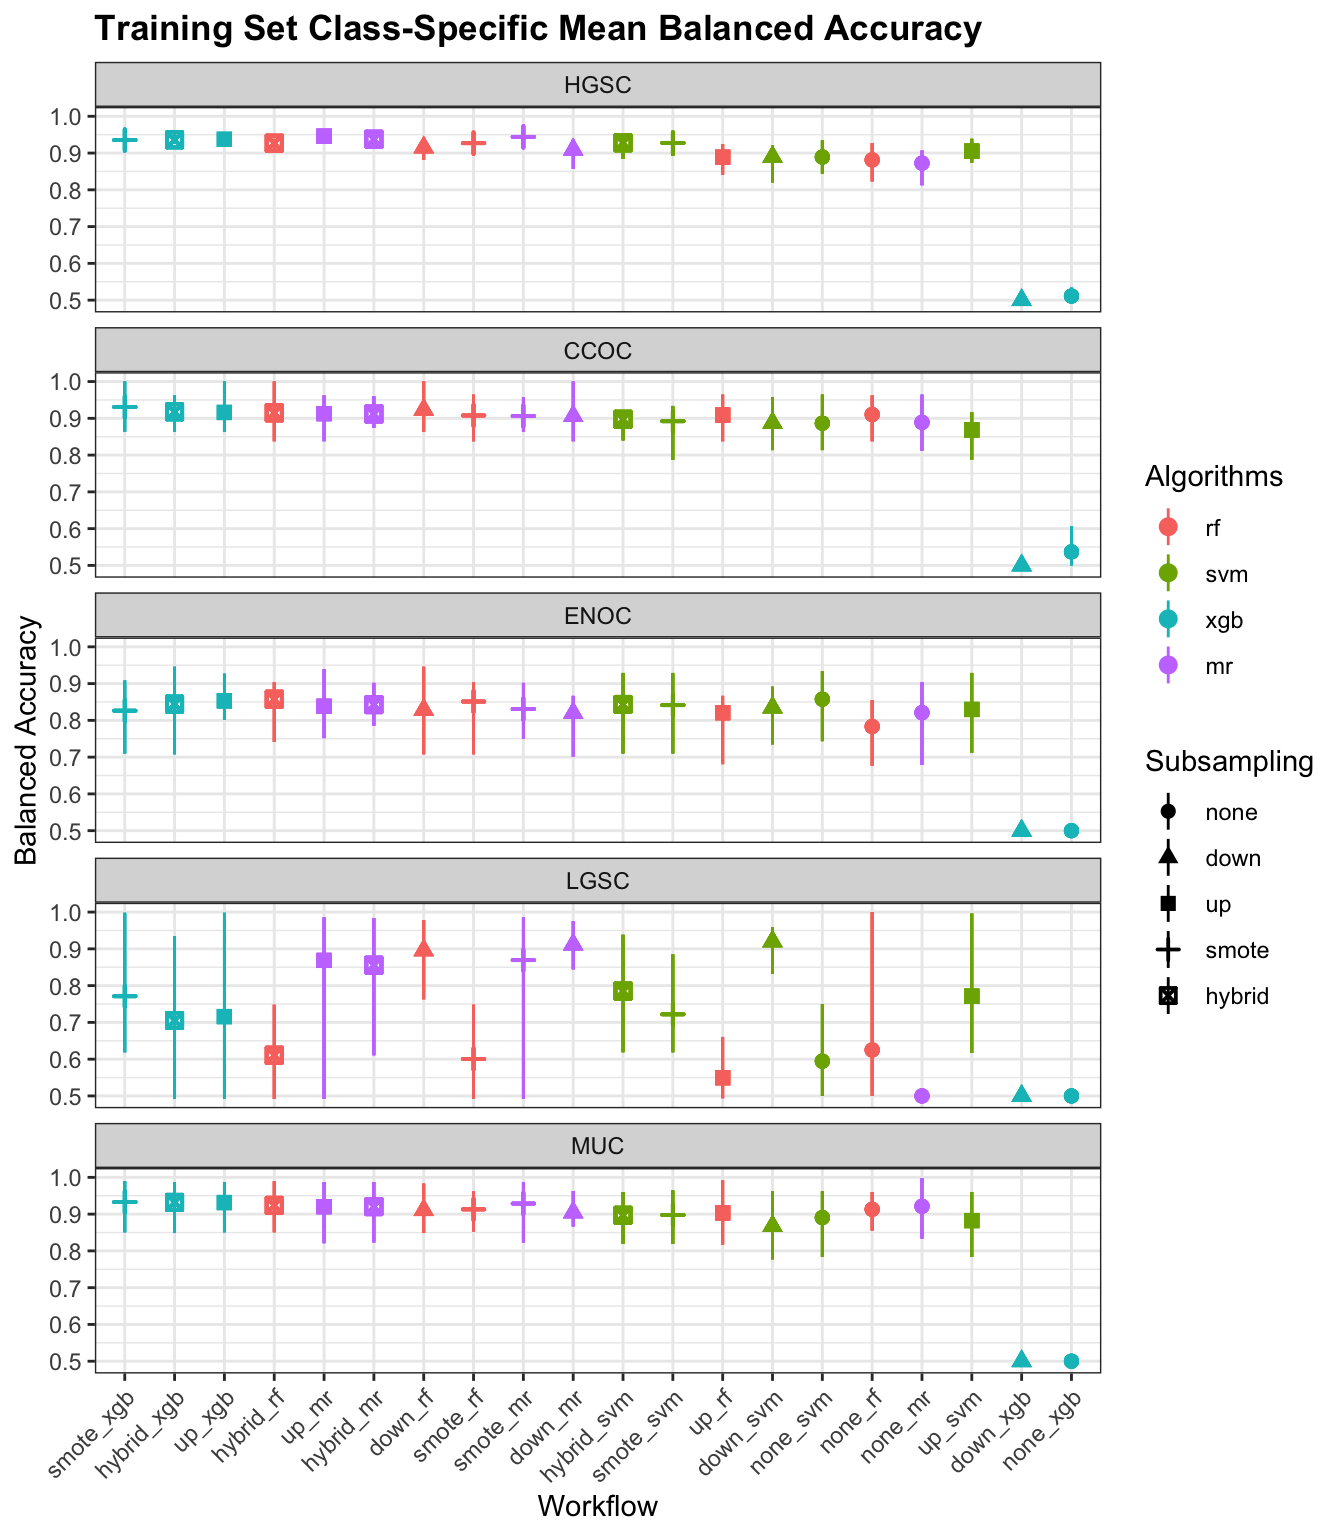 Training Set Class-Specific Mean Balanced Accuracy
HGSC
1.0
0.9
0.8
0.7
0.6
0.5
CCOC
1.0
0.9
0.8
0.7
0.6
0.5
ENOC
1.0
0.9
0.8
0.7
0.6
0.5
LGSC
1.0
0.9
0.8
0.7
0.6
0.5
MUC
1.0
0.9
0.8
0.7
0.6
0.5
Balanced Accuracy
smote_xgb
hybrid_xgb
up_xgb
hybrid_rf
up_mr
hybrid_mr
down_rf
smote_rf
smote_mr
down_mr
hybrid_svm
smote_svm
up_rf
down_svm
none_svm
none_rf
none_mr
up_svm
down_xgb
none_xgb
Workflow
Algorithms
rf
svm
xgb
mr
Subsampling
none
down
up
smote
hybrid